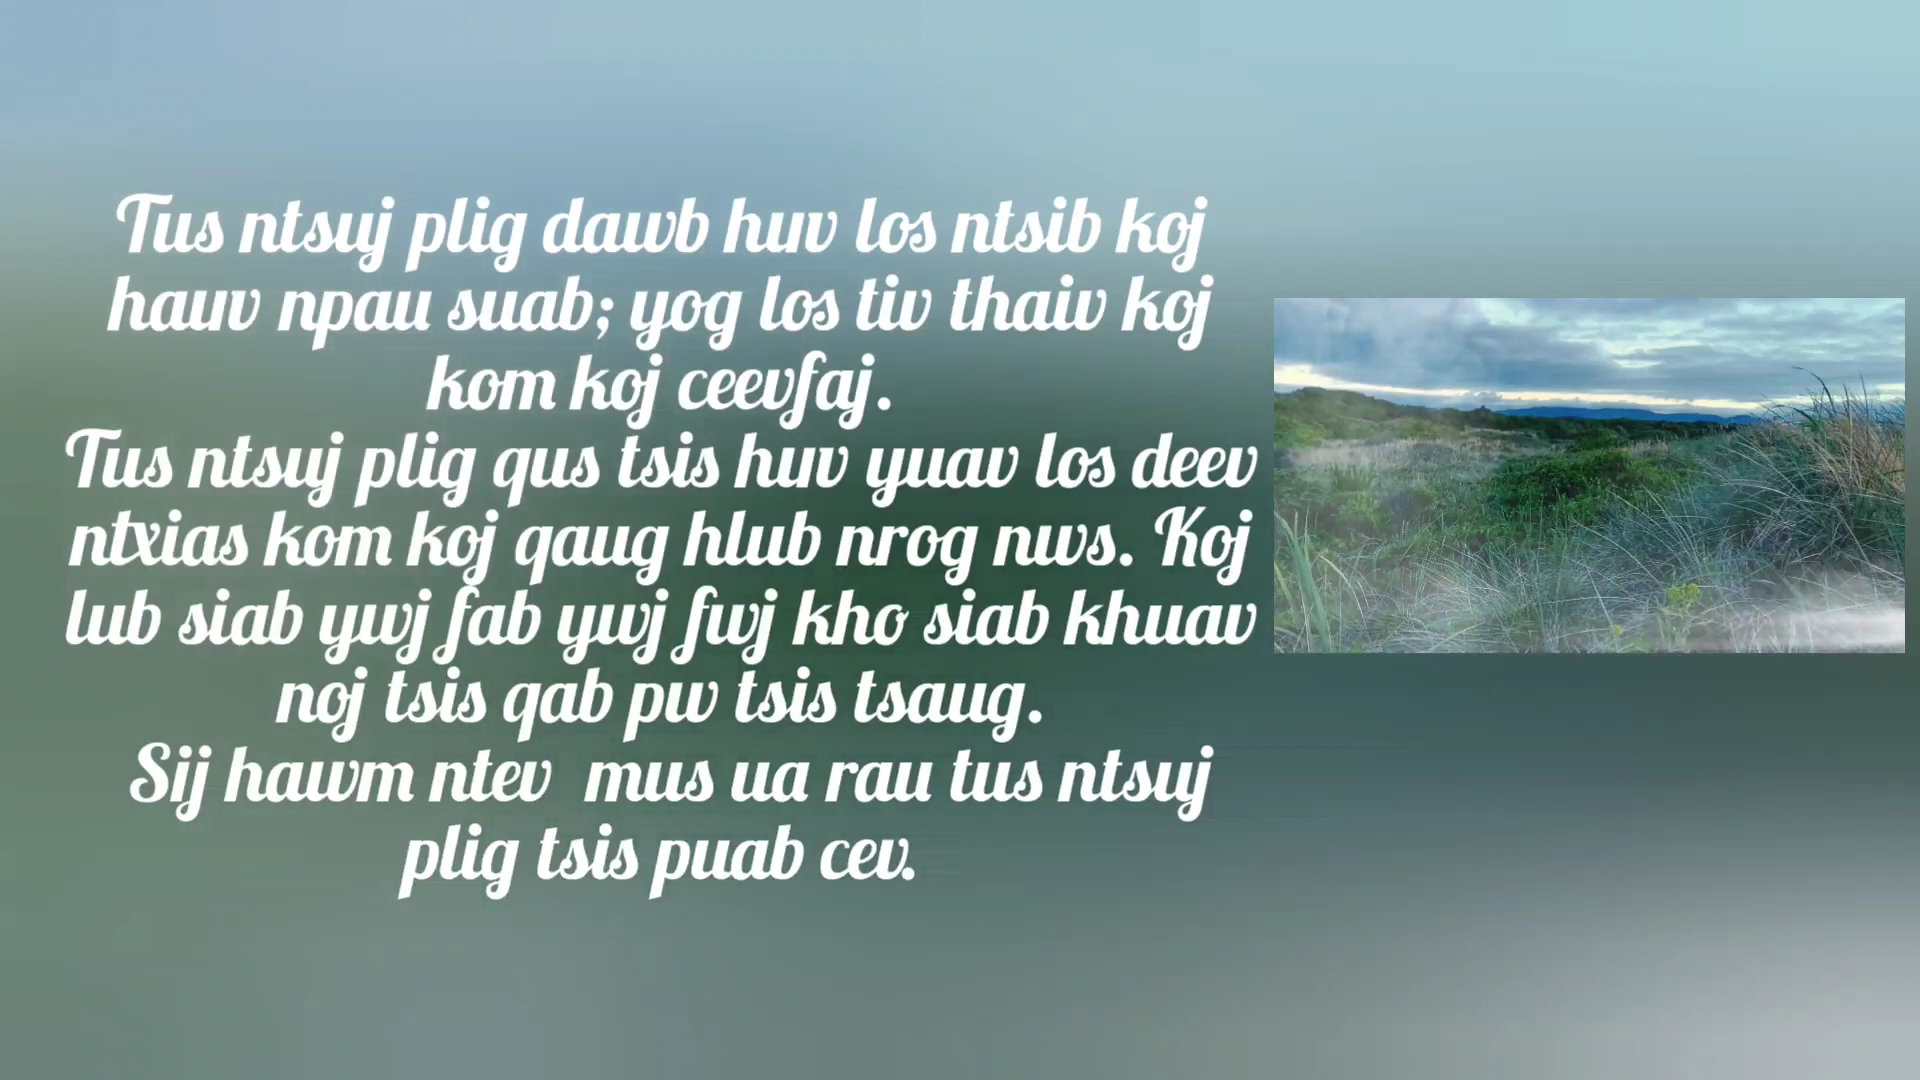 Tus ntsuj plig dawb huv los ntsib koj
hauv npau suab; yog los tiv thaiv koj
kom koj ceevfaj.
Tus ntsuj plig qus tsis huv yuav los deev
ntxias kom koj qaug hlub nrog nws. Koj
lub siab ywj fab ywj fwj kho siab khuav
noj tsis qab pw tsis tsaug.
Sij hawm ntev  mus ua rau tus ntsuj
plig tsis puab cev.